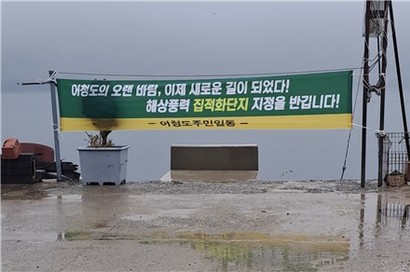 어청도의 오랜 바람, 이제 새로운 길이 되었다!
해상풍력 집적화단지 지정을 반깁니다!
- 어청도주민일동 -